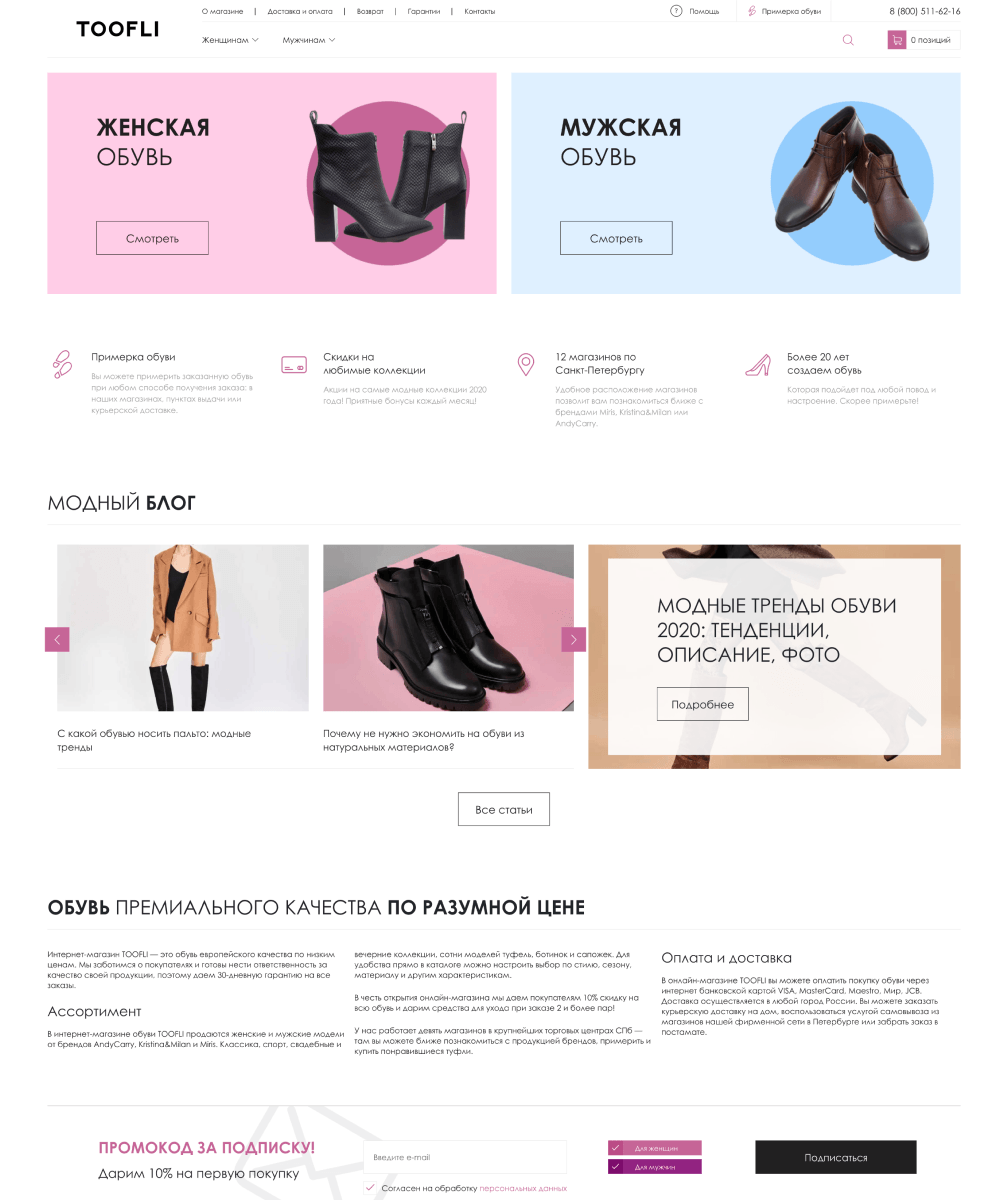 О магазине | Доставка и оплата | Возврат | Гарантии | Контакты
? Помощь
Примерка обуви
8 (800) 511-62-16
TOOFLI
Женщинам
Мужчинам
0 позиций
ЖЕНСКАЯ
ОБУВЬ
Смотреть
МУЖСКАЯ
ОБУВЬ
Смотреть
Примерка обуви
Вы можете примерить заказанную обувь
при любом способе получения заказа: в
наших магазинах, пунктах выдачи или
курьерской доставке.
Скидки на
любимые коллекции
Акции на самые модные коллекции 2020
года! Приятные бонусы каждый месяц!
12 магазинов по
Санкт-Петербургу
Удобное расположение магазинов
позволит вам познакомиться ближе с
брендами Miris, Kristina&Milan или
AndyCarry.
Более 20 лет
создаем обувь
Которая подойдет под любой повод и
настроение. Скорее примерьте!
МОДНЫЙ БЛОГ
С какой обувью носить пальто: модные
тренды
Почему не нужно экономить на обуви из
натуральных материалов?
МОДНЫЕ ТРЕНДЫ ОБУВИ
2020: ТЕНДЕНЦИИ,
ОПИСАНИЕ, ФОТО
Подробнее
Все статьи
ОБУВЬ ПРЕМИАЛЬНОГО КАЧЕСТВА ПО РАЗУМНОЙ ЦЕНЕ
Интернет-магазин TOOFLI — это обувь европейского качества по низким
ценам. Мы заботимся о покупателях и готовы нести ответственность за
качество своей продукции, поэтому даем 30-дневную гарантию на все
заказы.
Ассортимент
В интернет-магазине обуви TOOFLI продаются женские и мужские модели
от брендов AndyCarry, Kristina&Milan и Miris. Классика, спорт, свадебные и
вечерние коллекции, сотни моделей туфель, ботинок и сапожек. Для
удобства прямо в каталоге можно настроить выбор по стилю, сезону,
материалу и другим характеристикам.
В честь открытия онлайн-магазина мы даем покупателям 10% скидку на
всю обувь и дарим средства для ухода при заказе 2 и более пар!
У нас работает девять магазинов в крупнейших торговых центрах СПб —
там вы можете ближе познакомиться с продукцией брендов, примерить и
купить понравившиеся туфли.
Оплата и доставка
В онлайн-магазине TOOFLI вы можете оплатить покупку обуви через
интернет банковской картой VISA, MasterCard, Maestro, Мир, JCB.
Доставка осуществляется в любой город России. Вы можете заказать
курьерскую доставку на дом, воспользоваться услугой самовывоза из
магазинов нашей фирменной сети в Петербурге или забрать заказ в
постамате.
ПРОМОКОД ЗА ПОДПИСКУ!
Дарим 10% на первую покупку
Введите e-mail
Согласен на обработку персональных данных
Для женщин
Для мужчин
Подписаться